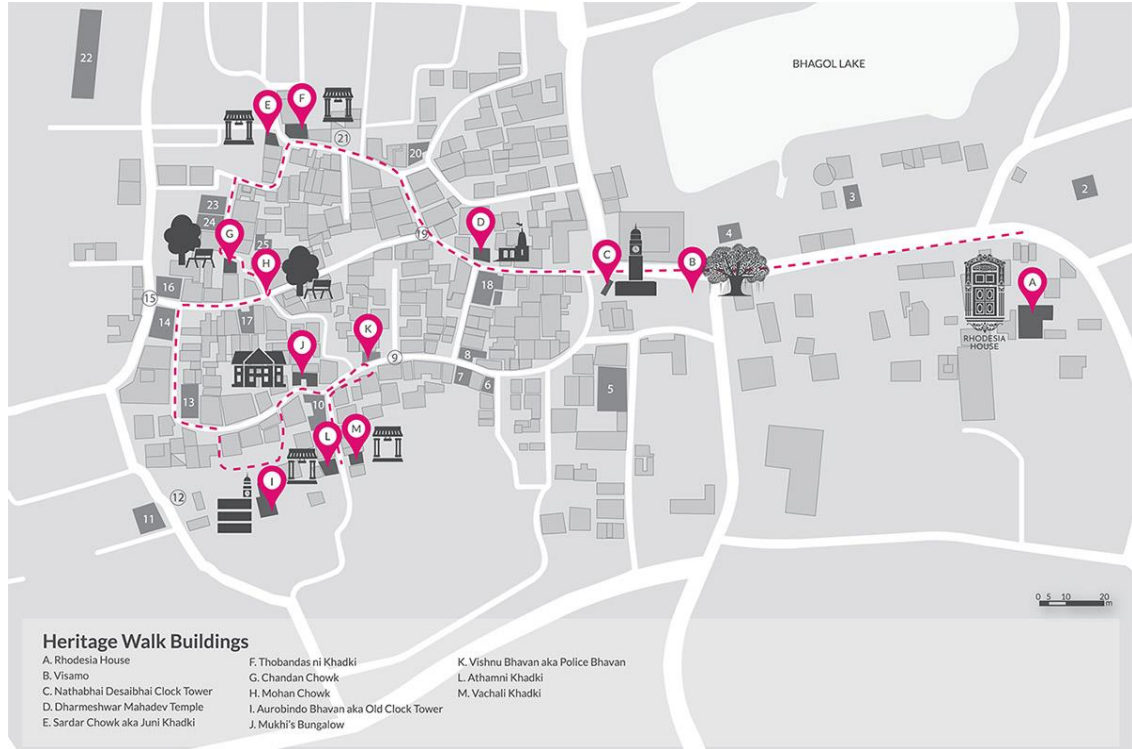 22
BHAGOL LAKE
E
F
21
20
2
3
23
24
G
25
H
19
D
4
C
B
A
18
16
15
14
17
K
RHODESIA
HOUSE
J
9
8
7
6
5
13
10
L
M
I
12
11
0 5 10 20
m
Heritage Walk Buildings
A. Rhodesia House
B. Visamo
C. Nathabhai Desaibhai Clock Tower
D. Dharmeshwar Mahadev Temple
E. Sardar Chowk aka Juni Khadki
F. Thobandas ni Khadki
G. Chandan Chowk
H. Mohan Chowk
I. Aurobindo Bhavan aka Old Clock Tower
J. Mukhi's Bungalow
K. Vishnu Bhavan aka Police Bhavan
L. Athamni Khadki
M. Vachali Khadki